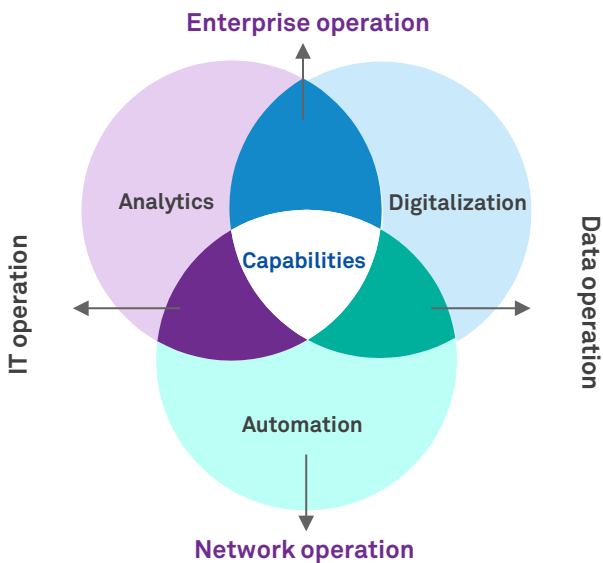 Enterprise operation
Analytics
Digitalization
Capabilities
IT operation
Data operation
Automation
Network operation